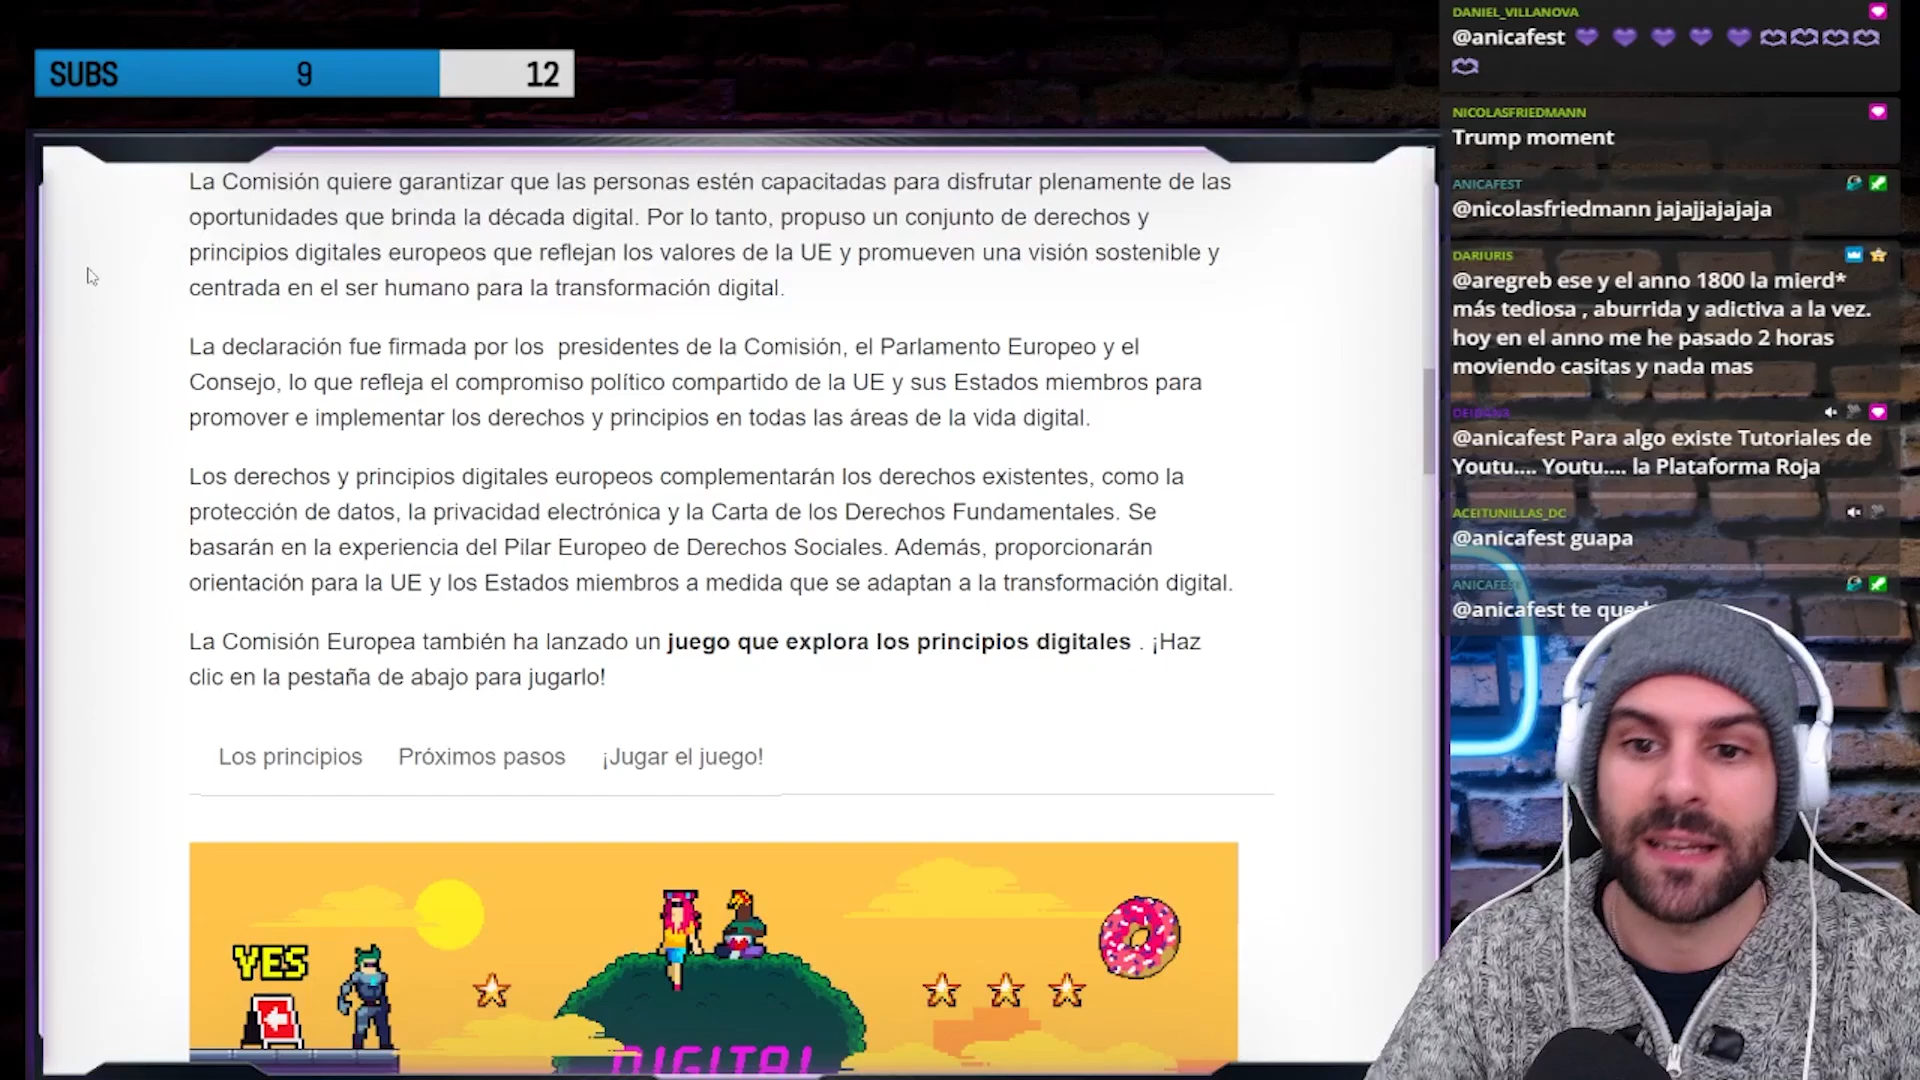 SUBS 9 12
La Comisión quiere garantizar que las personas estén capacitadas para disfrutar plenamente de las
oportunidades que brinda la década digital. Por lo tanto, propuso un conjunto de derechos y
principios digitales europeos que reflejan los valores de la UE y promueven una visión sostenible y
centrada en el ser humano para la transformación digital.
La declaración fue firmada por los presidentes de la Comisión, el Parlamento Europeo y el
Consejo, lo que refleja el compromiso político compartido de la UE y sus Estados miembros para
promover e implementar los derechos y principios en todas las áreas de la vida digital.
Los derechos y principios digitales europeos complementarán los derechos existentes, como la
protección de datos, la privacidad electrónica y la Carta de los Derechos Fundamentales. Se
basarán en la experiencia del Pilar Europeo de Derechos Sociales. Además, proporcionarán
orientación para la UE y los Estados miembros a medida que se adaptan a la transformación digital.
La Comisión Europea también ha lanzado un juego que explora los principios digitales . ¡Haz
clic en la pestaña de abajo para jugarlo!
Los principios Próximos pasos ¡Jugar el juego!
YES
DIGITAL
DANIEL_VILLANOVA
@anicafest
NICOLASFRIEDMANN
Trump moment
ANICAFEST
@nicolasfriedmann jajajjajajaja
DARIURIS
@aregreb ese y el anno 1800 la mierd*
más tediosa , aburrida y adictiva a la vez.
hoy en el anno me he pasado 2 horas
moviendo casitas y nada mas
@anicafest Para algo existe Tutoriales de
Youtu.... Youtu.... la Plataforma Roja
ACEITUNILLAS_DC
@anicafest guapa
ANICAFEST
@anicafest te